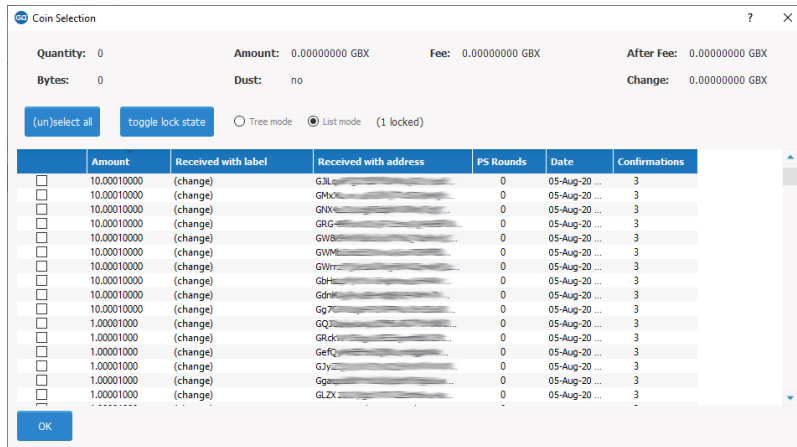 GO Coin Selection ?
Quantity: 0 Amount: 0.00000000 GBX Fee: 0.00000000 GBX After Fee: 0.00000000 GBX
Bytes: 0 Dust: no Change: 0.00000000 GBX
(un)select all toggle lock state Tree mode List mode (1 locked)
Amount Received with label Received with address PS Rounds Date Confirmations
10.00010000 (change) 0 05-Aug-20 ... 3
10.00010000 (change) 0 05-Aug-20 ... 3
10.00010000 (change) 0 05-Aug-20 ... 3
10.00010000 (change) 0 05-Aug-20 ... 3
10.00010000 (change) 0 05-Aug-20 ... 3
10.00010000 (change) 0 05-Aug-20 ... 3
10.00010000 (change) 0 05-Aug-20 ... 3
10.00010000 (change) 0 05-Aug-20 ... 3
10.00010000 (change) 0 05-Aug-20 ... 3
10.00010000 (change) 0 05-Aug-20 ... 3
1.00001000 (change) 0 05-Aug-20 ... 3
1.00001000 (change) 0 05-Aug-20 ... 3
1.00001000 (change) 0 05-Aug-20 ... 3
1.00001000 (change) 0 05-Aug-20 ... 3
1.00001000 (change) 0 05-Aug-20 ... 3
1.00001000 (change) 0 05-Aug-20 ... 3
OK